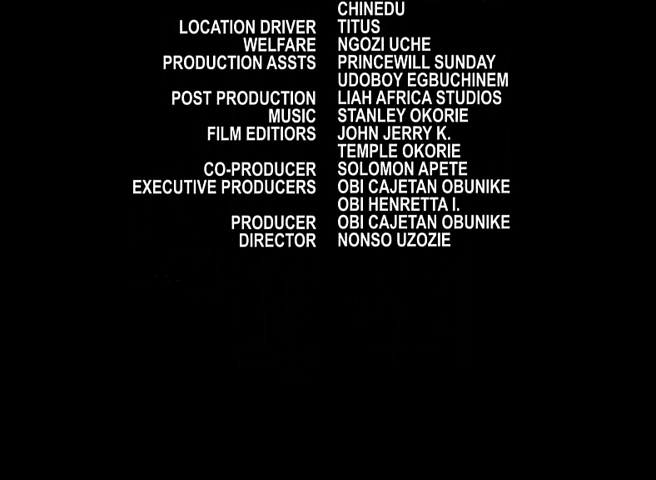 CHINEDU
LOCATION DRIVER TITUS
WELFARE NGOZI UCHE
PRODUCTION ASSTS PRINCEWILL SUNDAY
UDOBOY EGBUCHINEM
POST PRODUCTION LIAH AFRICA STUDIOS
MUSIC STANLEY OKORIE
FILM EDITIORS JOHN JERRY K.
TEMPLE OKORIE
CO-PRODUCER SOLOMON APETE
EXECUTIVE PRODUCERS OBI CAJETAN OBUNIKE
OBI HENRETTA I.
PRODUCER OBI CAJETAN OBUNIKE
DIRECTOR NONSO UZOZIE